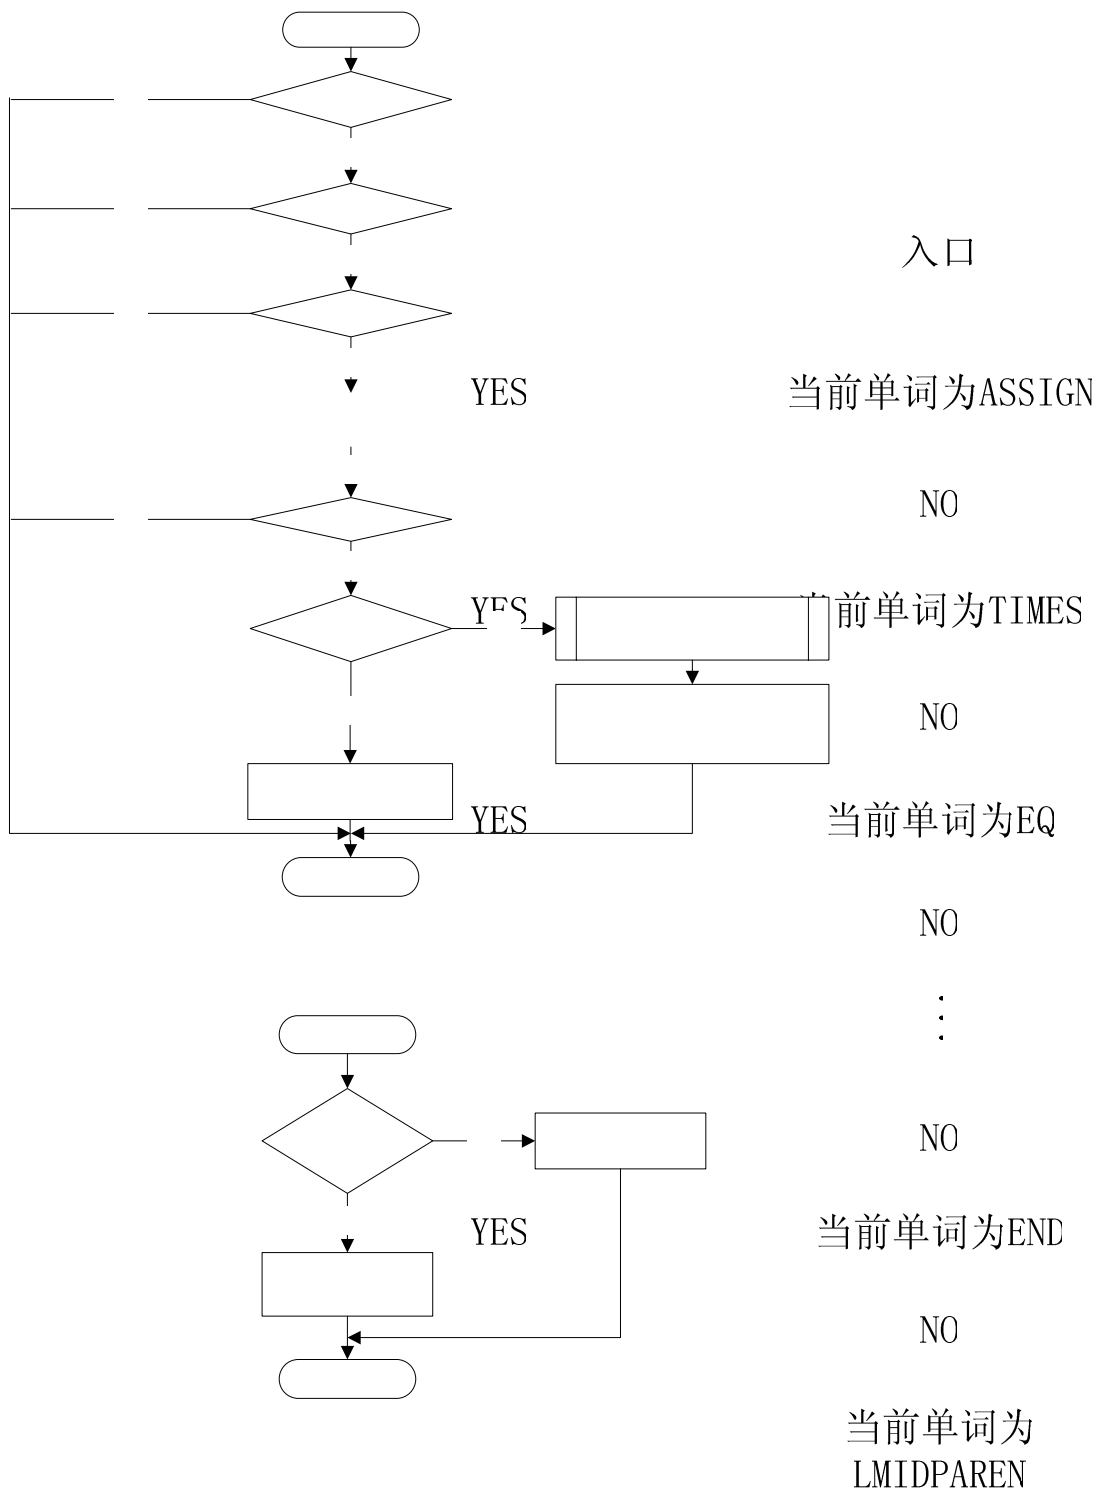 入口
YES 当前单词为ASSIGN
NO
YES 当前单词为TIMES
NO
YES 当前单词为EQ
NO
⋮
NO
YES 当前单词为END
NO
当前单词为
LMIDPAREN